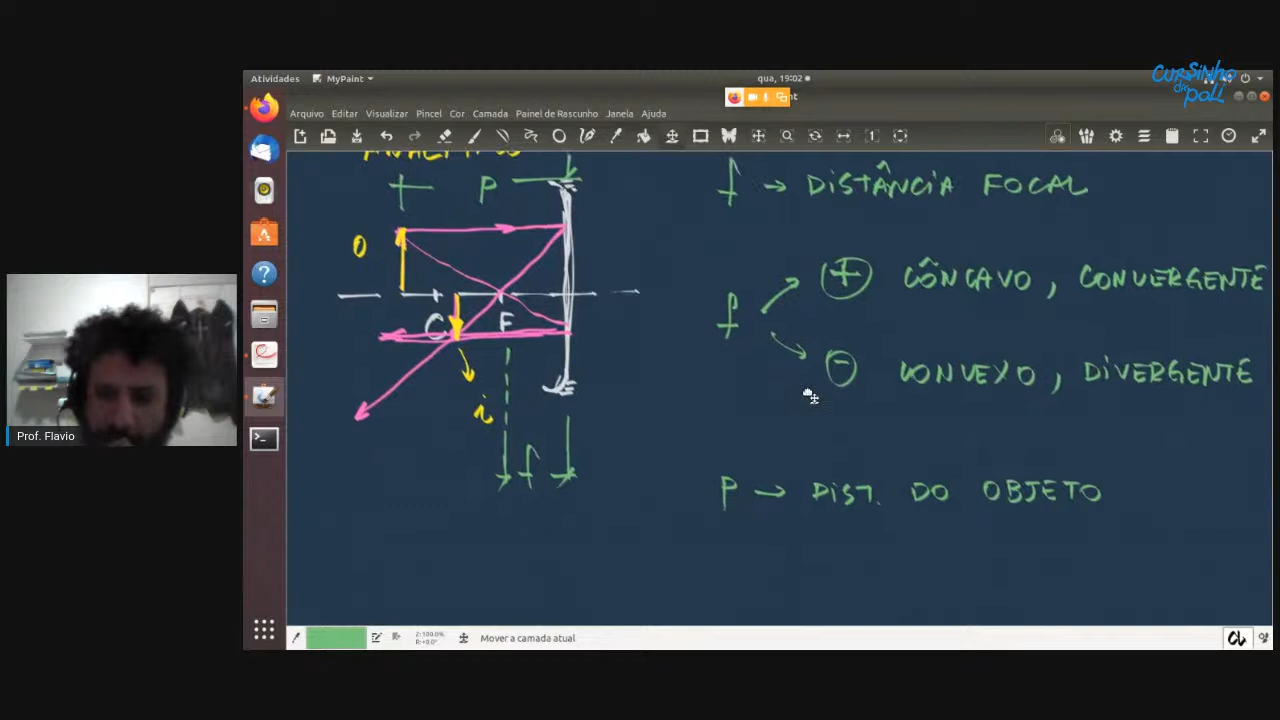 Cursinho da poli
Atividades MyPaint qua, 19:02
Arquivo Editar Visualizar Pincel Cor Camada Painel de Rascunho Janela Ajuda
P
f → DISTÂNCIA FOCAL
O
f + CÔNCAVO, CONVERGENTE
C F
- CONVEXO, DIVERGENTE
i
f
P → DIST. DO OBJETO
Prof. Flavio
Mover a camada atual